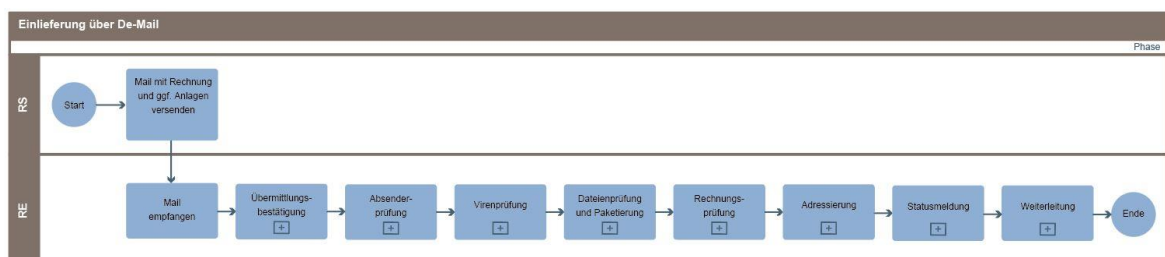 Einlieferung über De-Mail
Phase
RS
Start
Mail mit Rechnung
und ggf. Anlagen
versenden
RE
Mail
empfangen
Übermittlungs-
bestätigung
Absender-
prüfung
Virenprüfung
Dateienprüfung
und Paketierung
Rechnungs-
prüfung
Adressierung
Statusmeldung
Weiterleitung
Ende